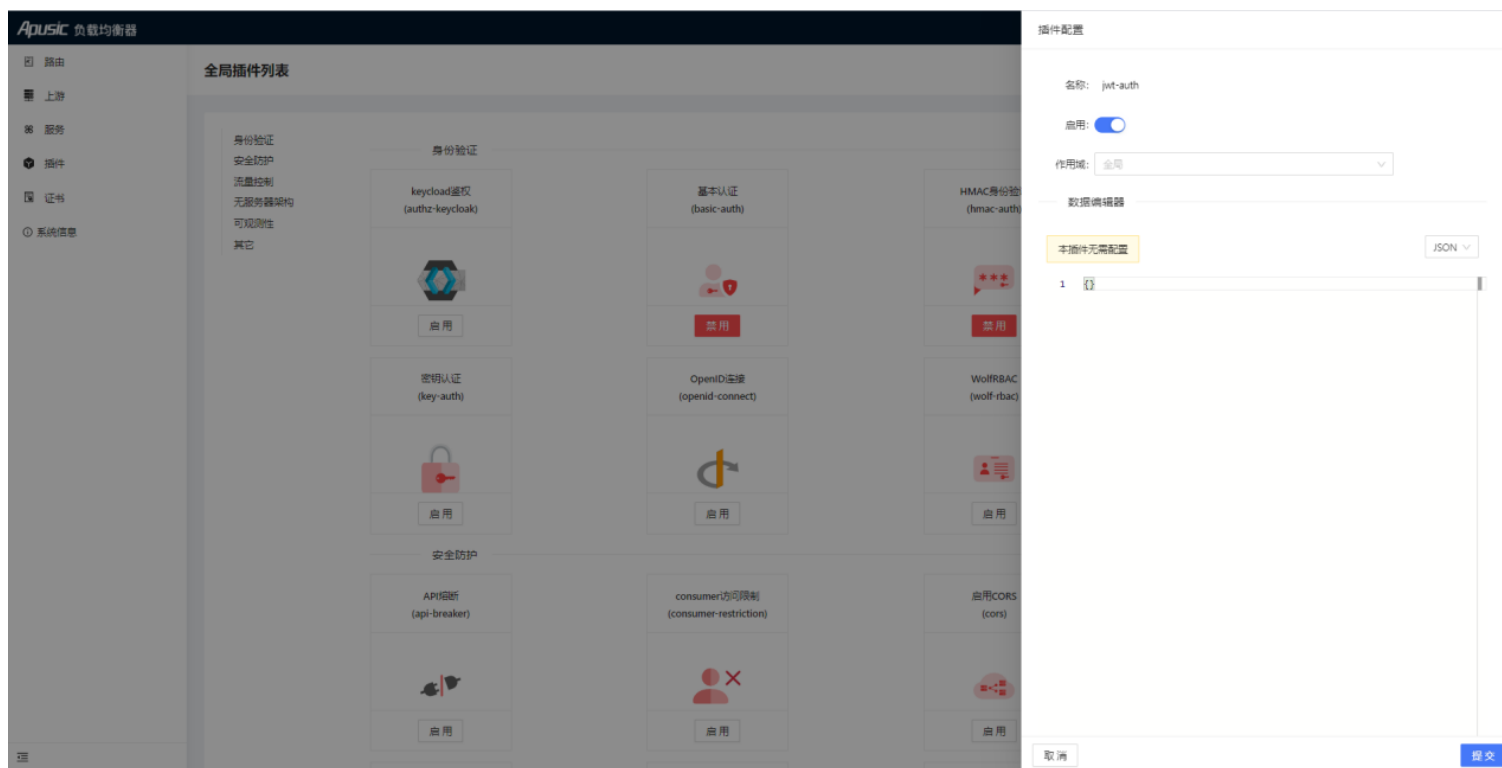 Apusic 负载均衡器
路由
上游
服务
插件
证书
系统信息
全局插件列表
身份验证
安全防护
流量控制
无服务器架构
可观测性
其它
身份验证
keycload鉴权
(authz-keycloak)
启用
基本认证
(basic-auth)
禁用
HMAC身份验
(hmac-auth)
禁用
密钥认证
(key-auth)
启用
OpenID连接
(openid-connect)
启用
WolfRBAC
(wolf-rbac)
启用
安全防护
API熔断
(api-breaker)
启用
consumer访问限制
(consumer-restriction)
启用
启用CORS
(cors)
启用
插件配置
名称: jwt-auth
启用:
作用域: 全局
数据编辑器
本插件无需配置
JSON
1 {}
取消
提交